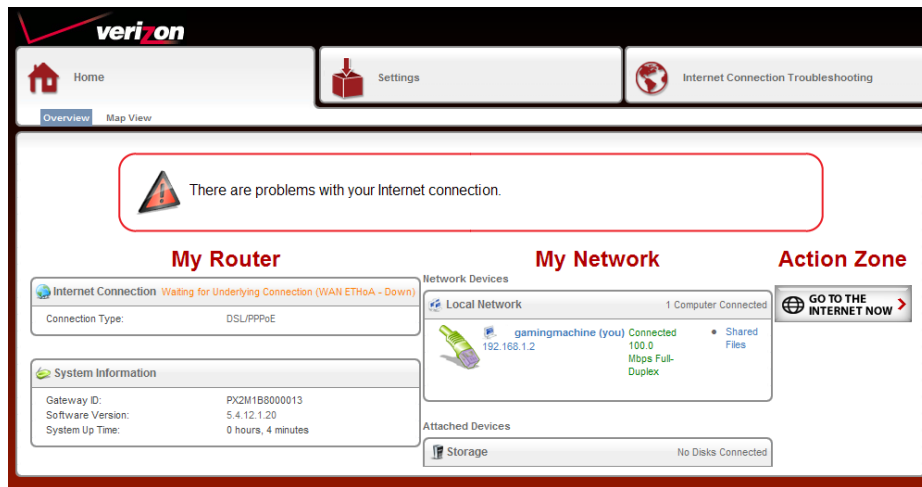 verizon
Home
Settings
Internet Connection Troubleshooting
Overview Map View
There are problems with your Internet connection.
My Router
My Network
Action Zone
Internet Connection Waiting for Underlying Connection (WAN ETHoA - Down)
Connection Type: DSL/PPPoE
System Information
Gateway ID: PX2M1B8000013
Software Version: 5.4.12.1.20
System Up Time: 0 hours, 4 minutes
Network Devices
Local Network 1 Computer Connected
gamingmachine (you) Connected
192.168.1.2
100.0
Mbps Full-
Duplex
Shared
Files
Attached Devices
Storage No Disks Connected
GO TO THE
INTERNET NOW